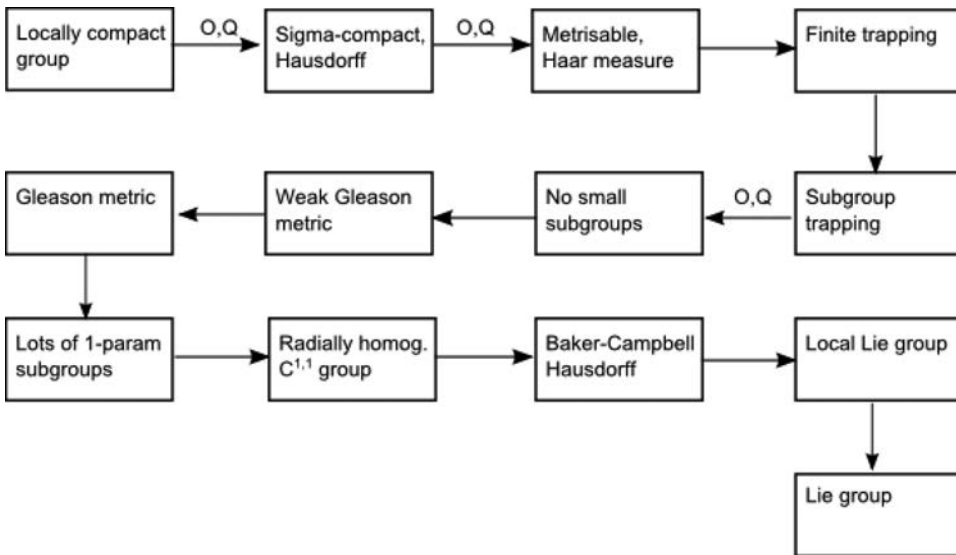 Locally compact
group
O,Q
Sigma-compact,
Hausdorff
O,Q
Metrisable,
Haar measure
Finite trapping
Gleason metric
Weak Gleason
metric
No small
subgroups
O,Q
Subgroup
trapping
Lots of 1-param
subgroups
Radially homog.
C1,1 group
Baker-Campbell
Hausdorff
Local Lie group
Lie group